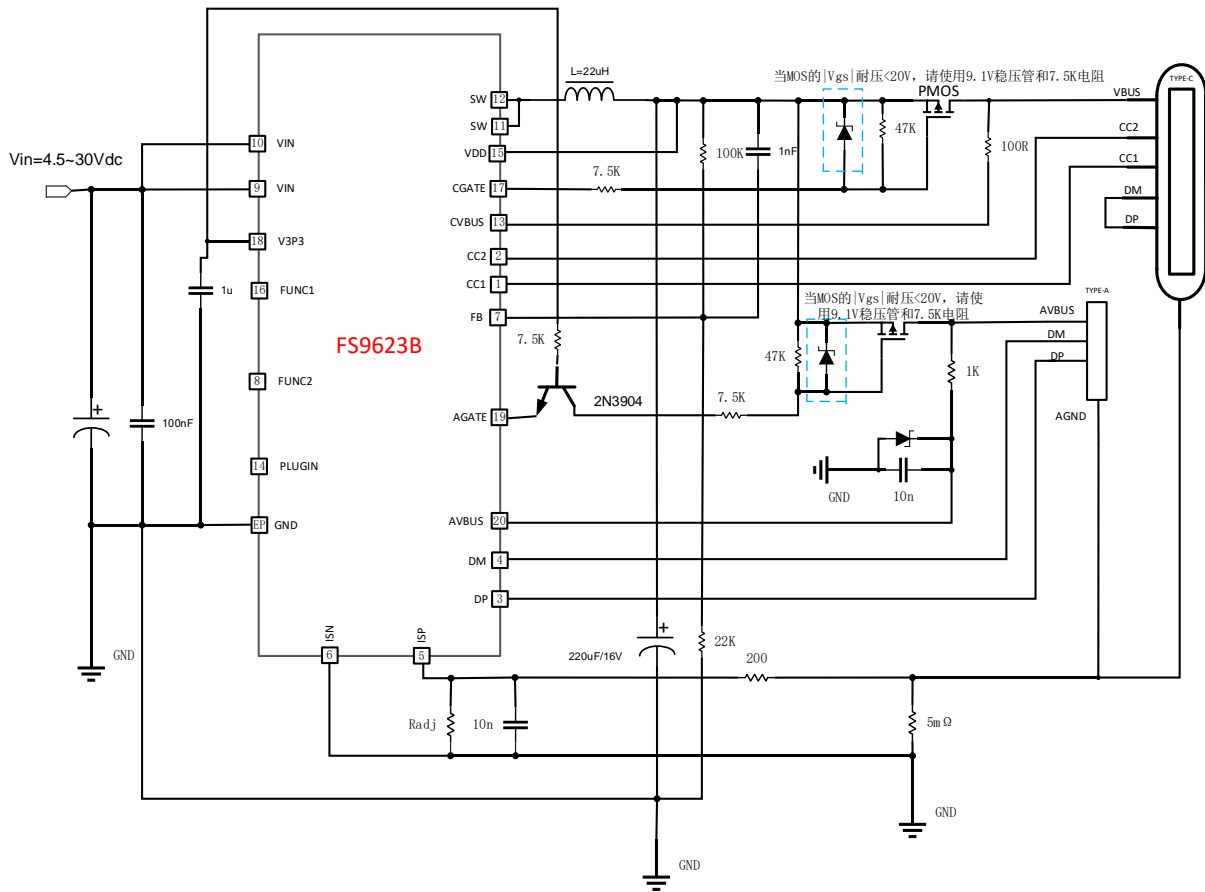 L=22uH
当MOS的|Vgs|耐压<20V, 请使用9.1V稳压管和7.5K电阻
PMOS
TYPE-C
VBUS
SW 12
47K
SW 11
CC2
10 VIN
100K
1nF
100R
Vin=4.5~30Vdc
VDD 15
CC1
7.5K
DM
9 VIN
CGATE 17
DP
CVBUS 13
18 V3P3
CC2 2
1u
16 FUNC1
CC1 1
TYPE-A
当MOS的|Vgs|耐压<20V, 请使
用9.1V稳压管和7.5K电阻
AVBUS
FB 7
FS9623B
7.5K
DM
47K
DP
1K
8 FUNC2
2N3904
7.5K
AGATE 19
AGND
100nF
14 PLUGIN
GND
10n
EP GND
AVBUS 20
DM 4
DP 3
ISN
ISP
6
5
GND
220uF/16V
22K
200
Radj
10n
5mΩ
GND
GND